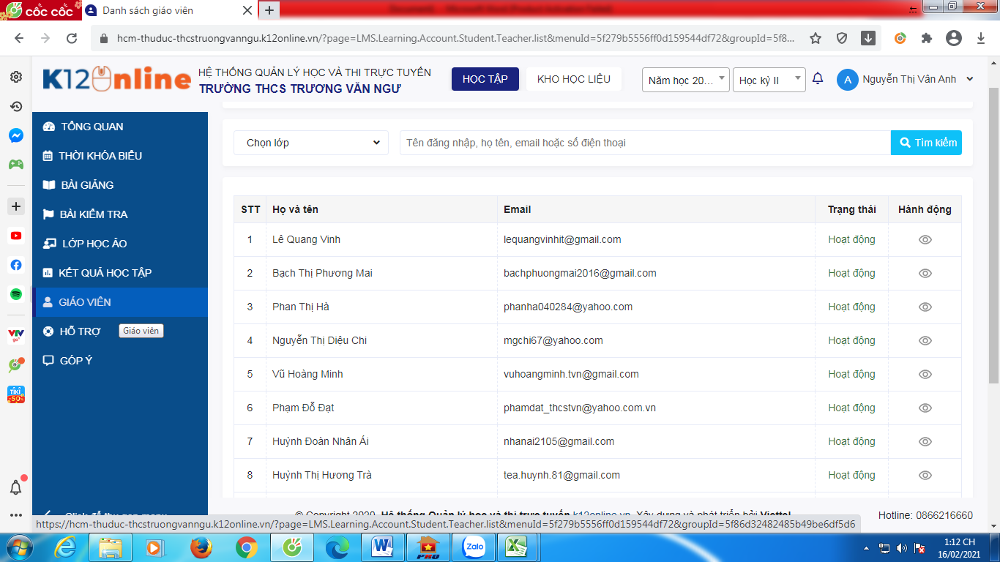 CỐC CỐC
Danh sách giáo viên
hcm-thuduc-thcstruongvanngu.k12online.vn/?page=LMS.Learning.Account.Student.Teacher.list&menuId=5f279b5556ff0d159544df72&groupId=5f8...
K12Online
HỆ THỐNG QUẢN LÝ HỌC VÀ THI TRỰC TUYẾN
TRƯỜNG THCS TRƯƠNG VĂN NGƯ
HỌC TẬP
KHO HỌC LIỆU
Năm học 20...
Học kỳ II
A
Nguyễn Thị Vân Anh
TỔNG QUAN
THỜI KHÓA BIỂU
BÀI GIẢNG
BÀI KIỂM TRA
LỚP HỌC ẢO
KẾT QUẢ HỌC TẬP
GIÁO VIÊN
HỖ TRỢ
Giáo viên
GÓP Ý
Chọn lớp
Tên đăng nhập, họ tên, email hoặc số điện thoại
Tìm kiếm
STT Họ và tên Email Trạng thái Hành động
1 Lê Quang Vinh lequangvinhit@gmail.com Hoạt động
2 Bạch Thị Phương Mai bachphuongmai2016@gmail.com Hoạt động
3 Phan Thị Hà phanha040284@yahoo.com Hoạt động
4 Nguyễn Thị Diệu Chi mgchi67@yahoo.com Hoạt động
5 Vũ Hoàng Minh vuhoangminh.tvn@gmail.com Hoạt động
6 Phạm Đỗ Đạt phamdat_thcstvn@yahoo.com.vn Hoạt động
7 Huỳnh Đoàn Nhân Ái nhanai2105@gmail.com Hoạt động
8 Huỳnh Thị Hương Trà tea.huynh.81@gmail.com Hoạt động
Click để thu gọn menu
© Copyright 2020. Hệ thống Quản lý học và thi trực tuyến k12online.vn. Xây dựng và phát triển bởi Viettel
Hotline: 0866216660
https://hcm-thuduc-thcstruongvanngu.k12online.vn/?page=LMS.Learning.Account.Student.Teacher.list&menuId=5f279b5556ff0d159544df72&groupId=5f86d32482485b49be6df5d6
VTV
go
TIKI
-50%
PRO
Zalo
1:12 CH
16/02/2021